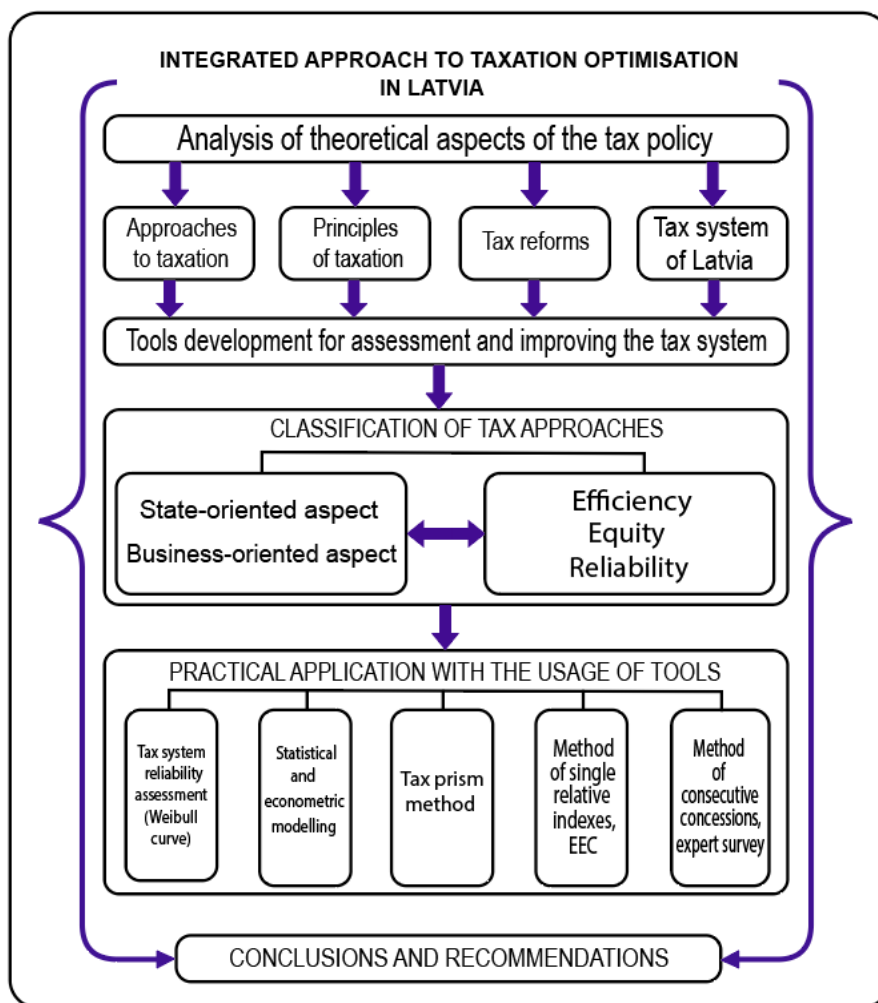 INTEGRATED APPROACH TO TAXATION OPTIMISATION
IN LATVIA
Analysis of theoretical aspects of the tax policy
Approaches
to taxation
Principles
of taxation
Tax reforms
Tax system
of Latvia
Tools development for assessment and improving the tax system
CLASSIFICATION OF TAX APPROACHES
State-oriented aspect
Business-oriented aspect
Efficiency
Equity
Reliability
PRACTICAL APPLICATION WITH THE USAGE OF TOOLS
Tax system
reliability
assessment
(Weibull
curve)
Statistical
and
econometric
modelling
Tax prism
method
Method
of single
relative
indexes,
EEC
Method
of
consecutive
concessions,
expert survey
CONCLUSIONS AND RECOMMENDATIONS